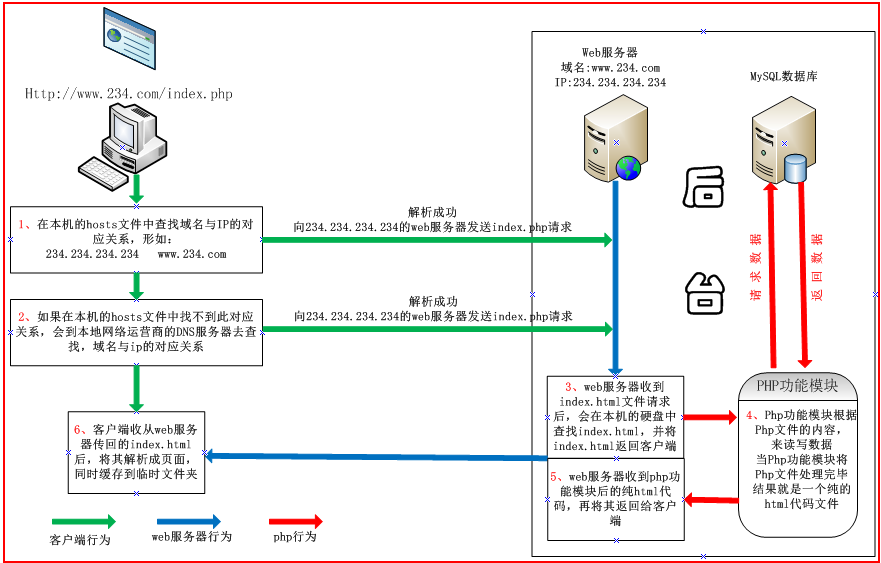 Http://www.234.com/index.php
Web服务器
域名:www.234.com
IP:234.234.234.234
MySQL数据库
后
台
1、在本机的hosts文件中查找域名与IP的对
应关系，形如:
234.234.234.234 www.234.com
解析成功
向234.234.234.234的web服务器发送index.php请求
2、如果在本机的hosts文件中找不到此对应
关系，会到本地网络运营商的DNS服务器去查
找，域名与ip的对应关系
解析成功
向234.234.234.234的web服务器发送index.php请求
请求数据
返回数据
3、web服务器收到
index.html文件请求
后，会在本机的硬盘中
查找index.html，并将
index.html返回客户端
PHP功能模块
4、Php功能模块根据
Php文件的内容，
来读写数据
当Php功能模块将
Php文件处理完毕
结果就是一个纯的
html代码文件
5、web服务器收到php功
能模块后的纯html代
码，再将其返回给客户
端
6、客户端收从web服务
器传回的index.html
后，将其解析成页面，
同时缓存到临时文件夹
客户端行为
web服务器行为
php行为